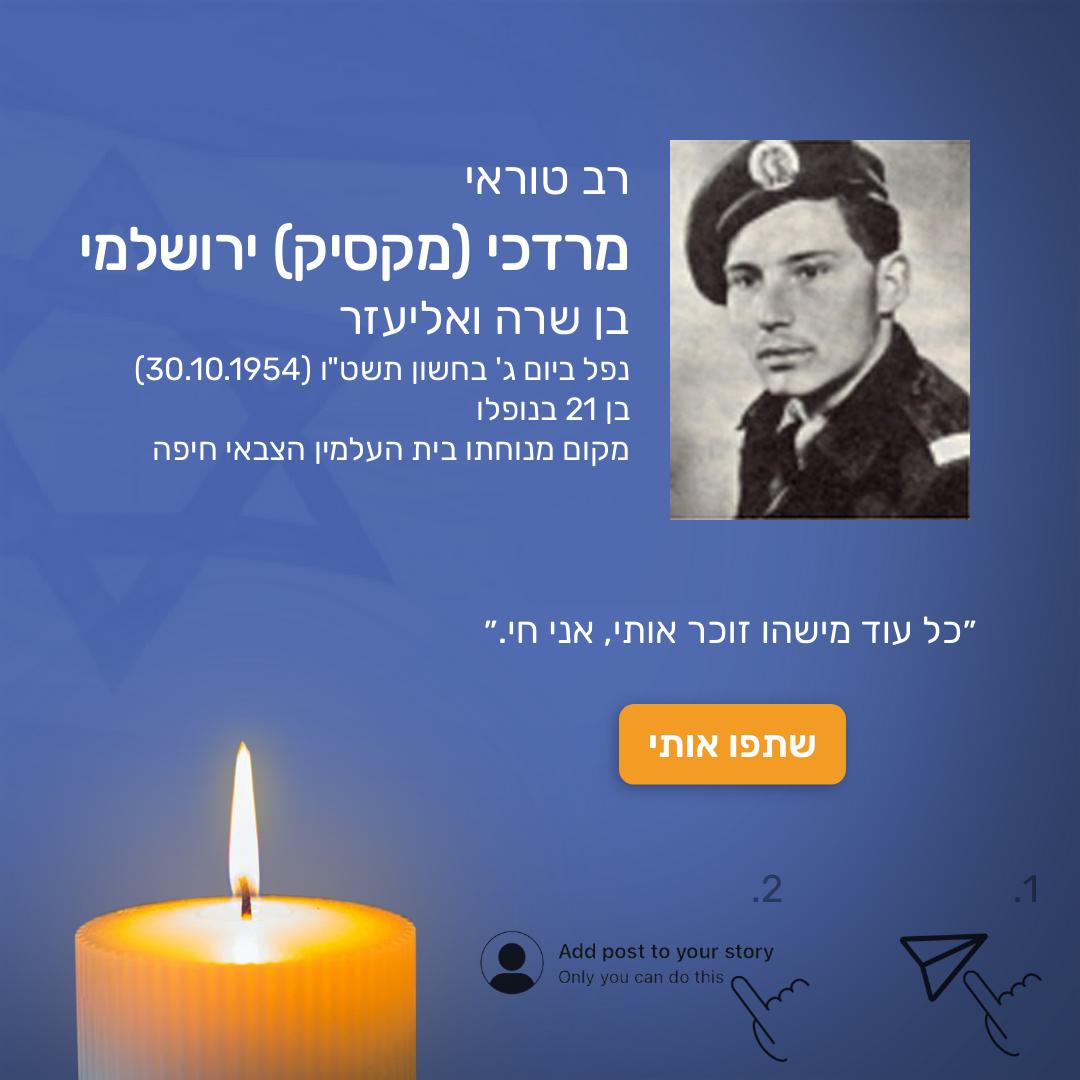 רב טוראי
מרדכי (מקסיק) ירושלמי
בן שרה ואליעזר
נפל ביום ג' בחשוון תשט"ו (30.10.1954)
בן 21 בנופלו
מקום מנוחתו בית העלמין הצבאי חיפה
״כל עוד מישהו זוכר אותי, אני חי.״
שתפו אותי
1.
2.
Add post to your story
Only you can do this